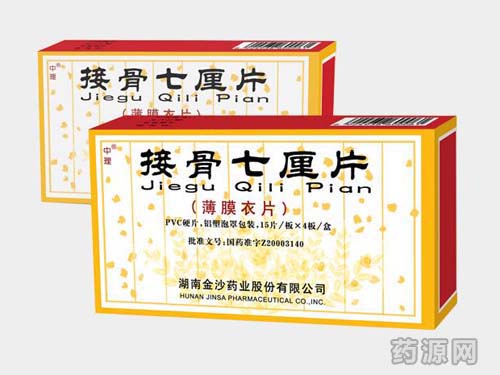 中理
接骨七厘片
Jiegu Qili Pian
(薄膜衣片)
中理
接骨七厘片
Jiegu Qili Pian
(薄膜衣片)
PVC硬片,铝塑泡罩包装,15片/板×4板/盒
批准文号:国药准字Z20003140
湖南金沙药业股份有限公司
HUNAN JINSA PHARMACEUTICAL CO.,INC.
药源网